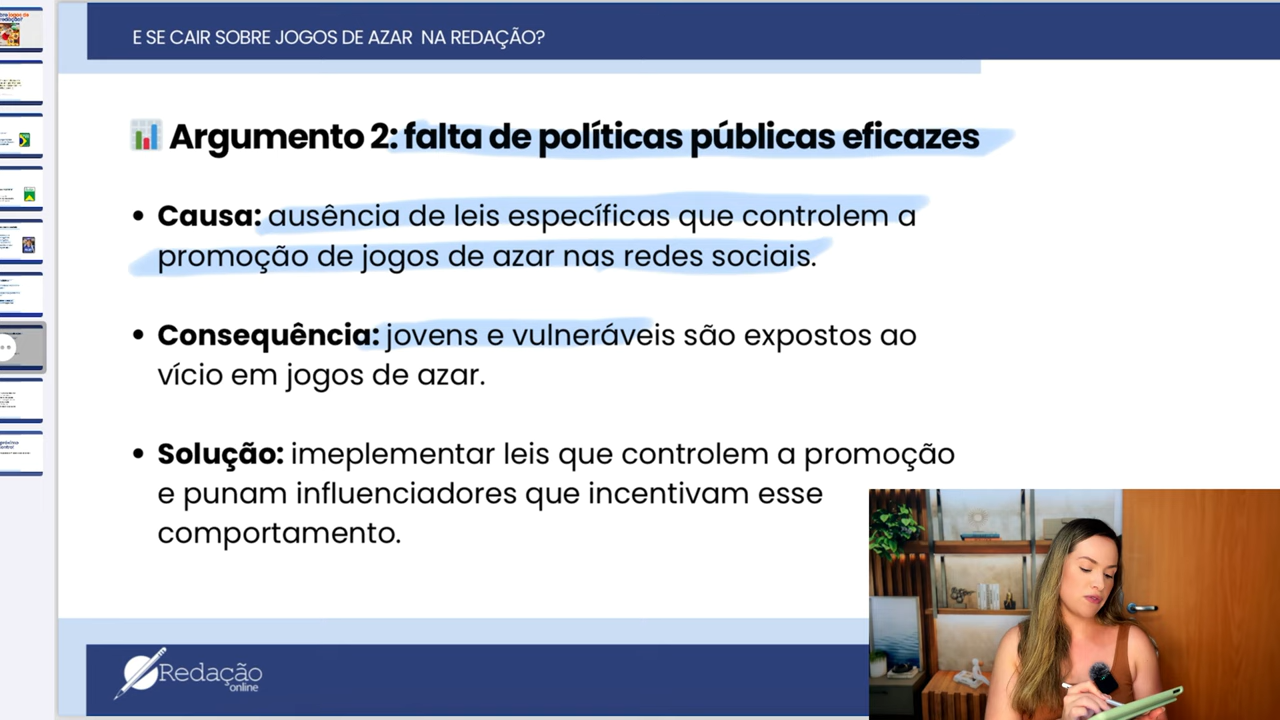 E SE CAIR SOBRE JOGOS DE AZAR NA REDAÇÃO?
Argumento 2: falta de políticas públicas eficazes
• Causa: ausência de leis específicas que controlem a
promoção de jogos de azar nas redes sociais.
• Consequência: jovens e vulneráveis são expostos ao
vício em jogos de azar.
• Solução: imeplementar leis que controlem a promoção
e punam influenciadores que incentivam esse
comportamento.
Redação
online